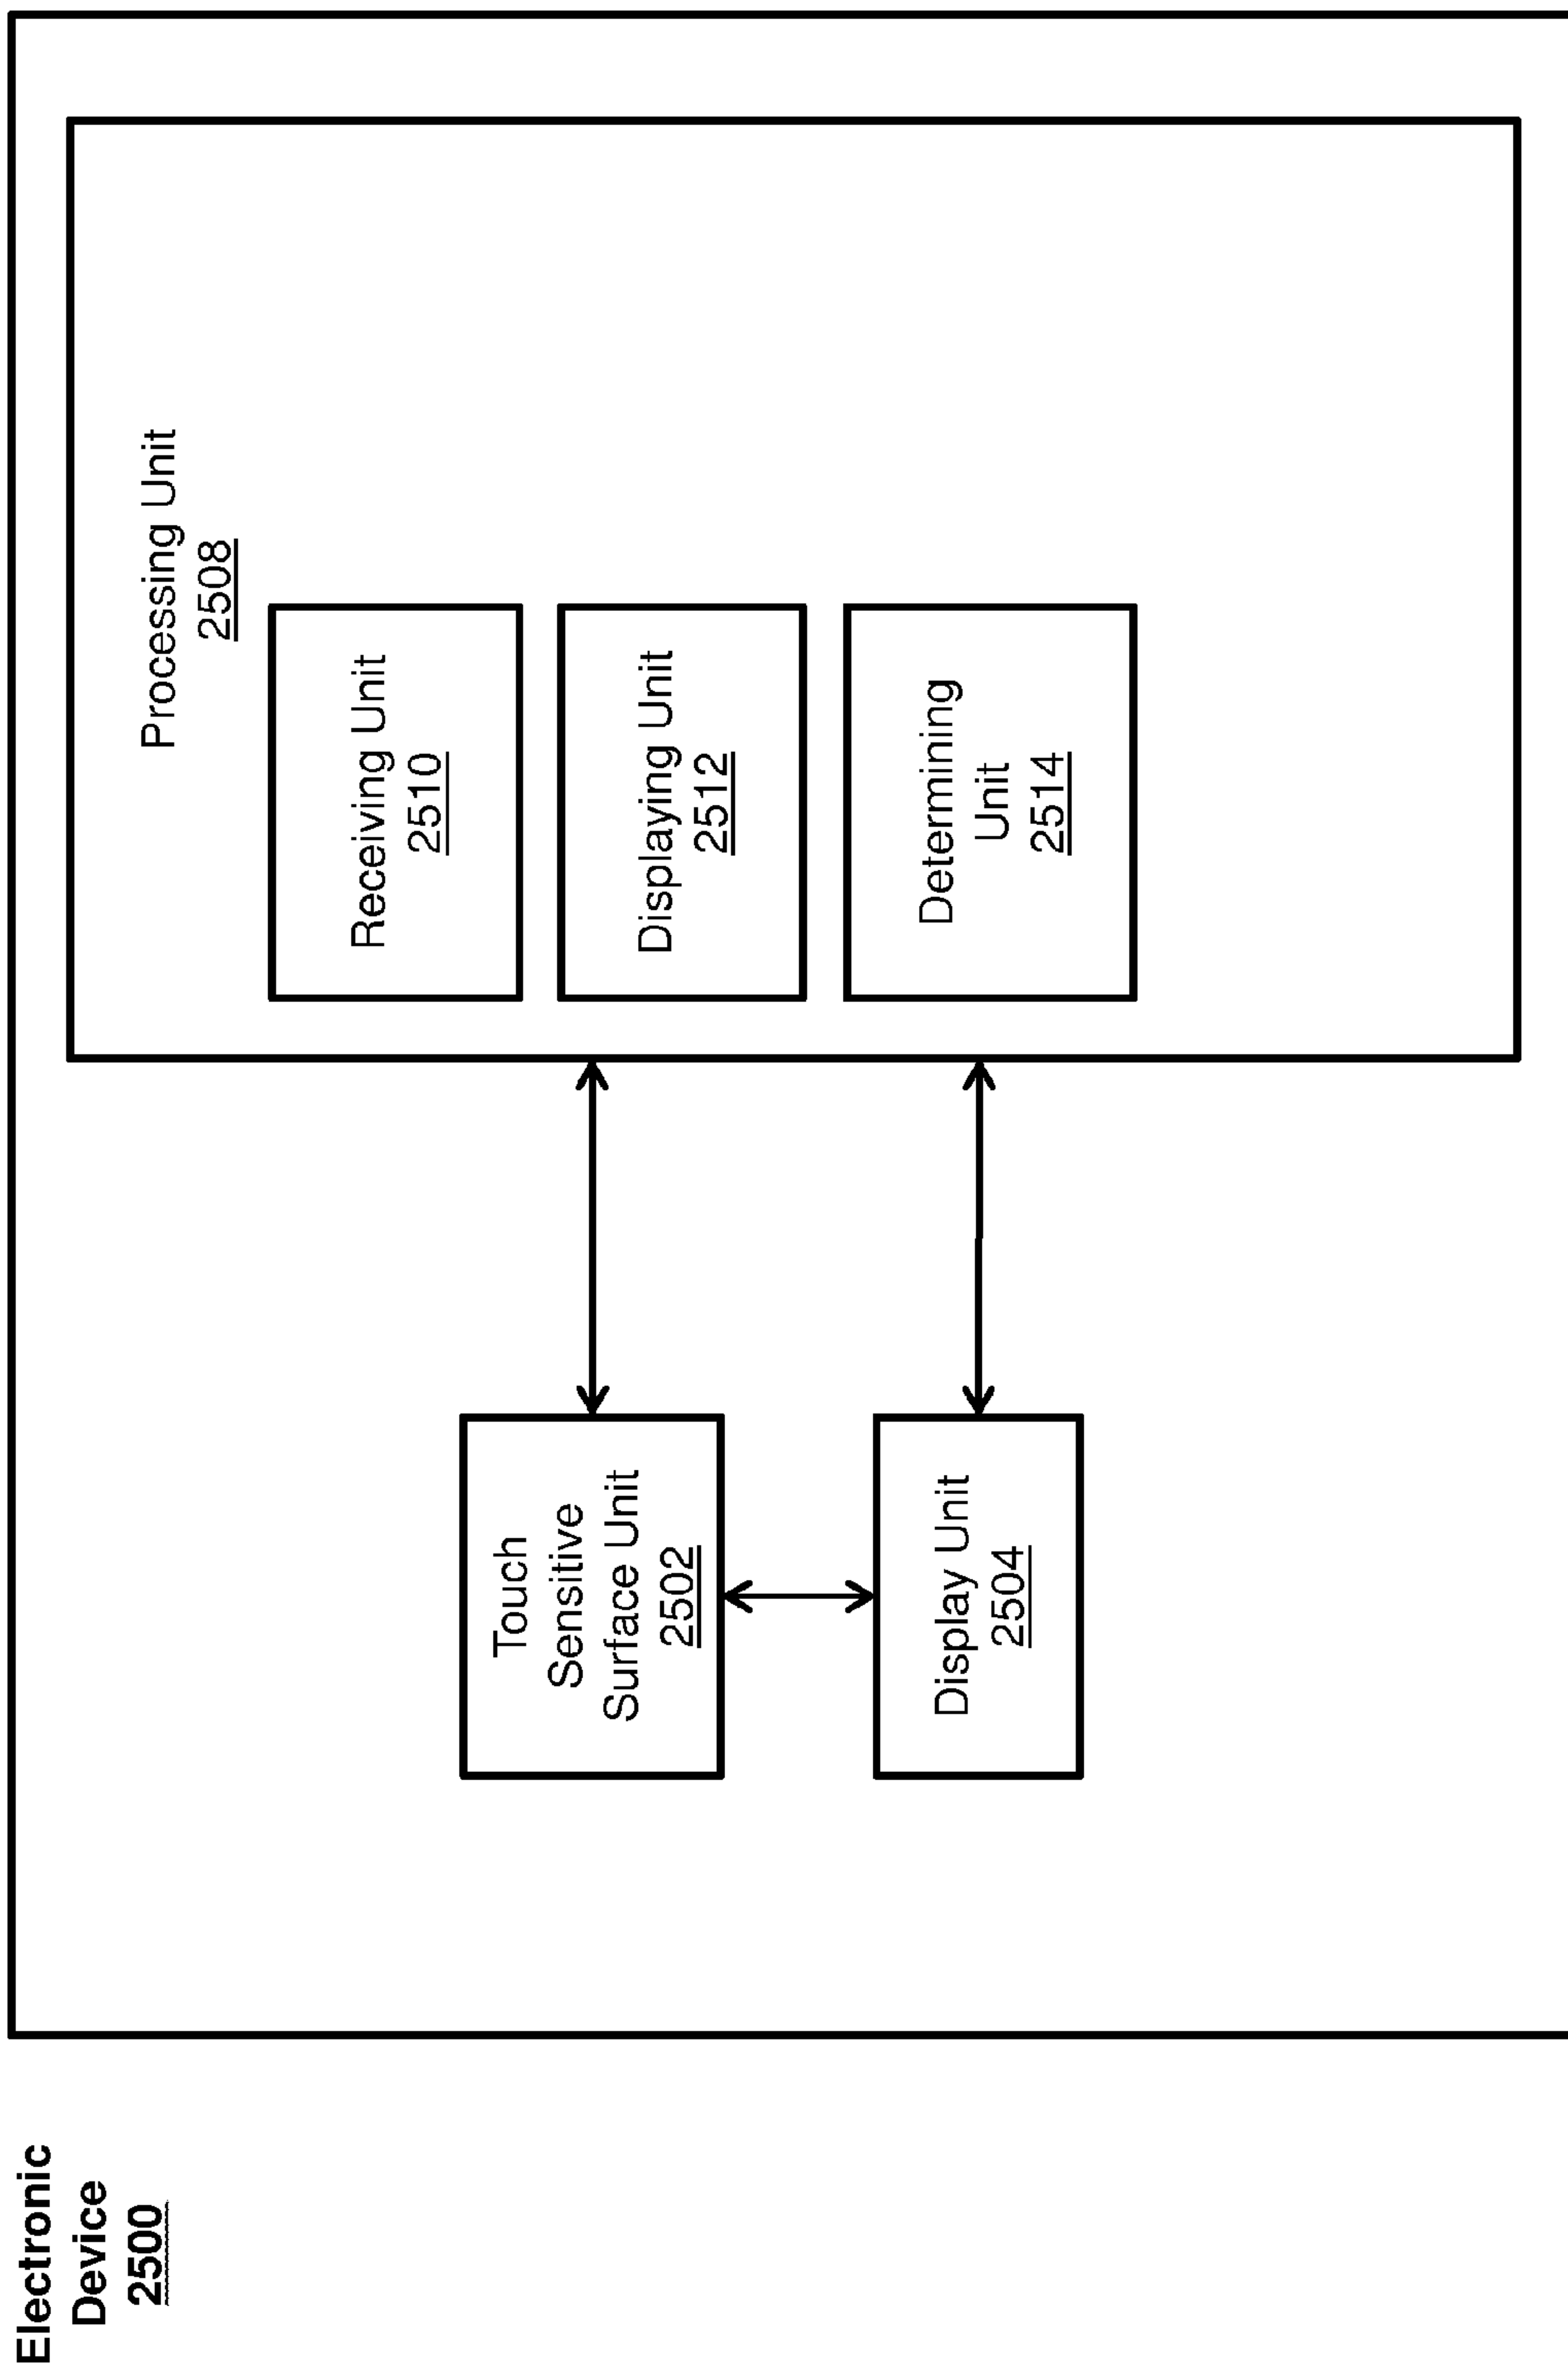 Electronic
Device
2500
Touch
Sensitive
Surface Unit
2502
Display Unit
2504
Processing Unit
2508
Receiving Unit
2510
Displaying Unit
2512
Determining
Unit
2514